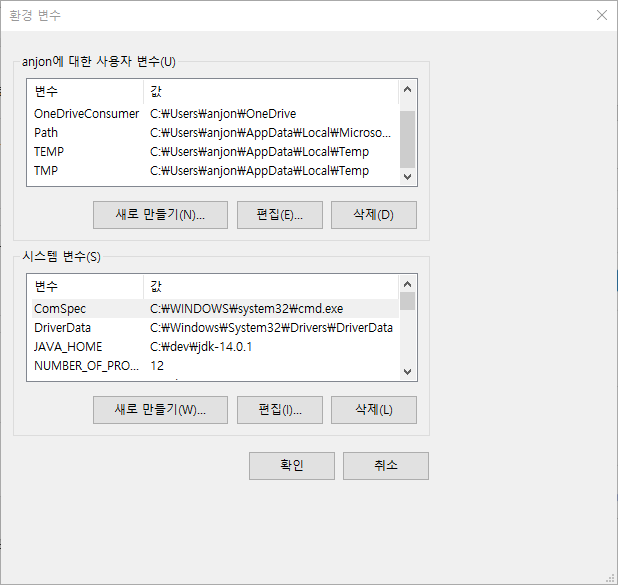 환경 변수
anjon에 대한 사용자 변수(U)
변수 값
OneDriveConsumer C:₩Users₩anjon₩OneDrive
Path C:₩Users₩anjon₩AppData₩Local₩Microso...
TEMP C:₩Users₩anjon₩AppData₩Local₩Temp
TMP C:₩Users₩anjon₩AppData₩Local₩Temp
새로 만들기(N)... 편집(E)... 삭제(D)
시스템 변수(S)
변수 값
ComSpec C:₩WINDOWS₩system32₩cmd.exe
DriverData C:₩Windows₩System32₩Drivers₩DriverData
JAVA_HOME C:₩dev₩jdk-14.0.1
NUMBER_OF_PRO... 12
새로 만들기(W)... 편집(I)... 삭제(L)
확인 취소